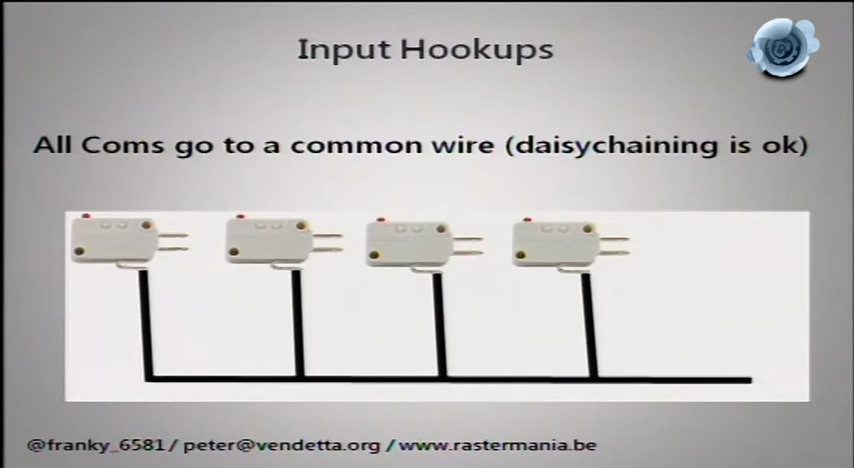 Input Hookups
All Coms go to a common wire (daisychaining is ok)
@franky_6581/ peter@vendetta.org / www.rastermania.be